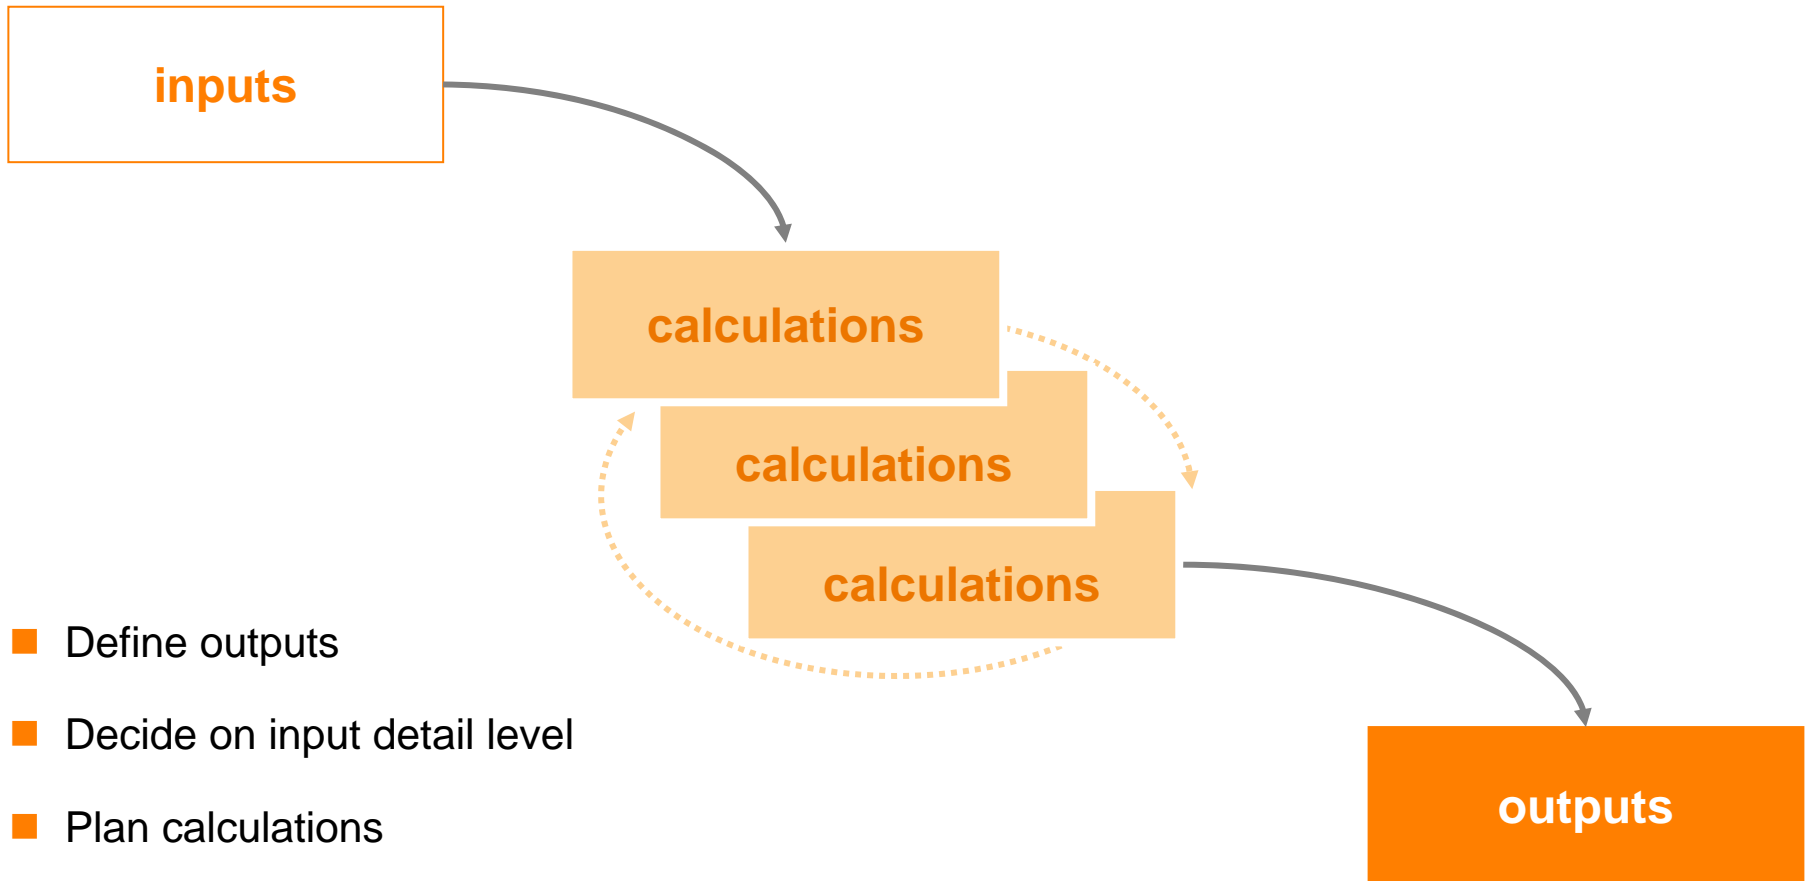 inputs
calculations
calculations
calculations
Define outputs
Decide on input detail level
Plan calculations
outputs